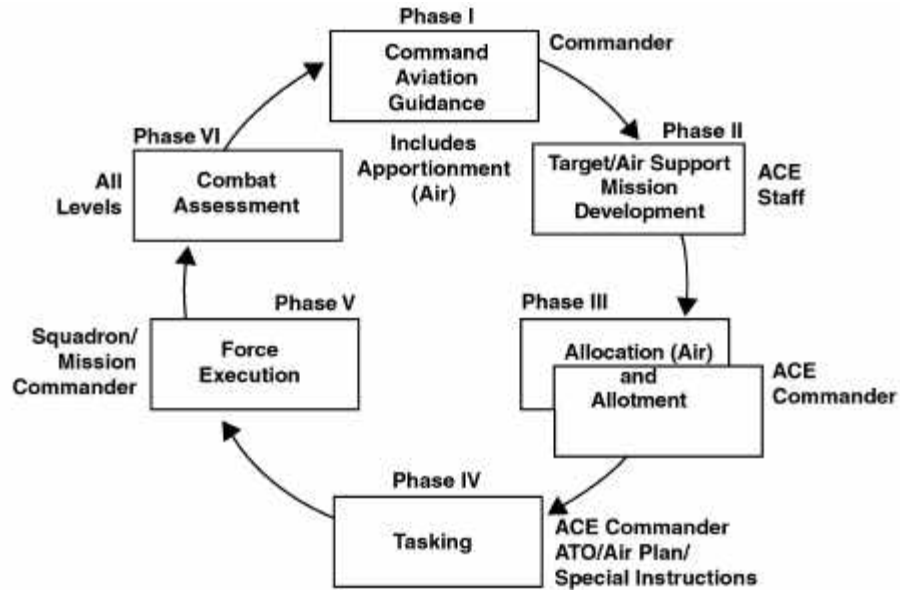 Phase I
Command
Aviation
Guidance
Commander
Includes
Apportionment
(Air)
Phase II
Target/Air Support
Mission
Development
ACE
Staff
Phase III
Allocation (Air)
and
Allotment
ACE
Commander
Phase IV
Tasking
ACE Commander
ATO/Air Plan/
Special Instructions
Phase V
Force
Execution
Squadron/
Mission
Commander
Phase VI
Combat
Assessment
All
Levels